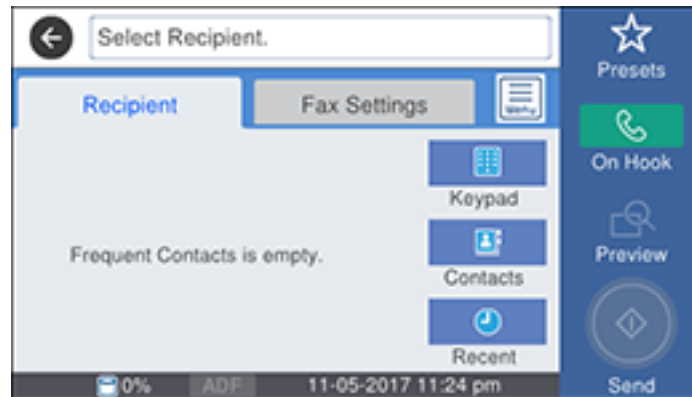 Select Recipient.
Presets
Recipient
Fax Settings
Menu
On Hook
Keypad
Frequent Contacts is empty.
Contacts
Preview
Recent
0%
ADF
11-05-2017 11:24 pm
Send